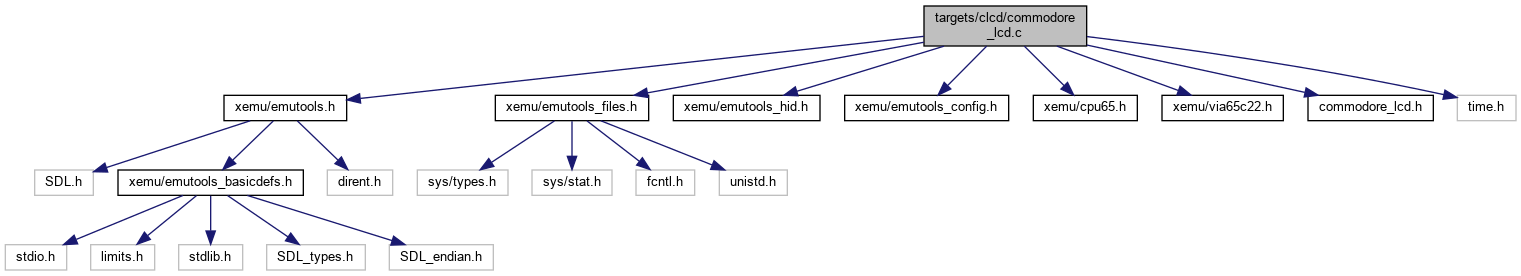 targets/clcd/commodore
_lcd.c
xemu/emutools.h
xemu/emutools_files.h
xemu/emutools_hid.h
xemu/emutools_config.h
xemu/cpu65.h
xemu/via65c22.h
commodore_lcd.h
time.h
SDL.h
xemu/emutools_basicdefs.h
dirent.h
sys/types.h
sys/stat.h
fcntl.h
unistd.h
stdio.h
limits.h
stdlib.h
SDL_types.h
SDL_endian.h